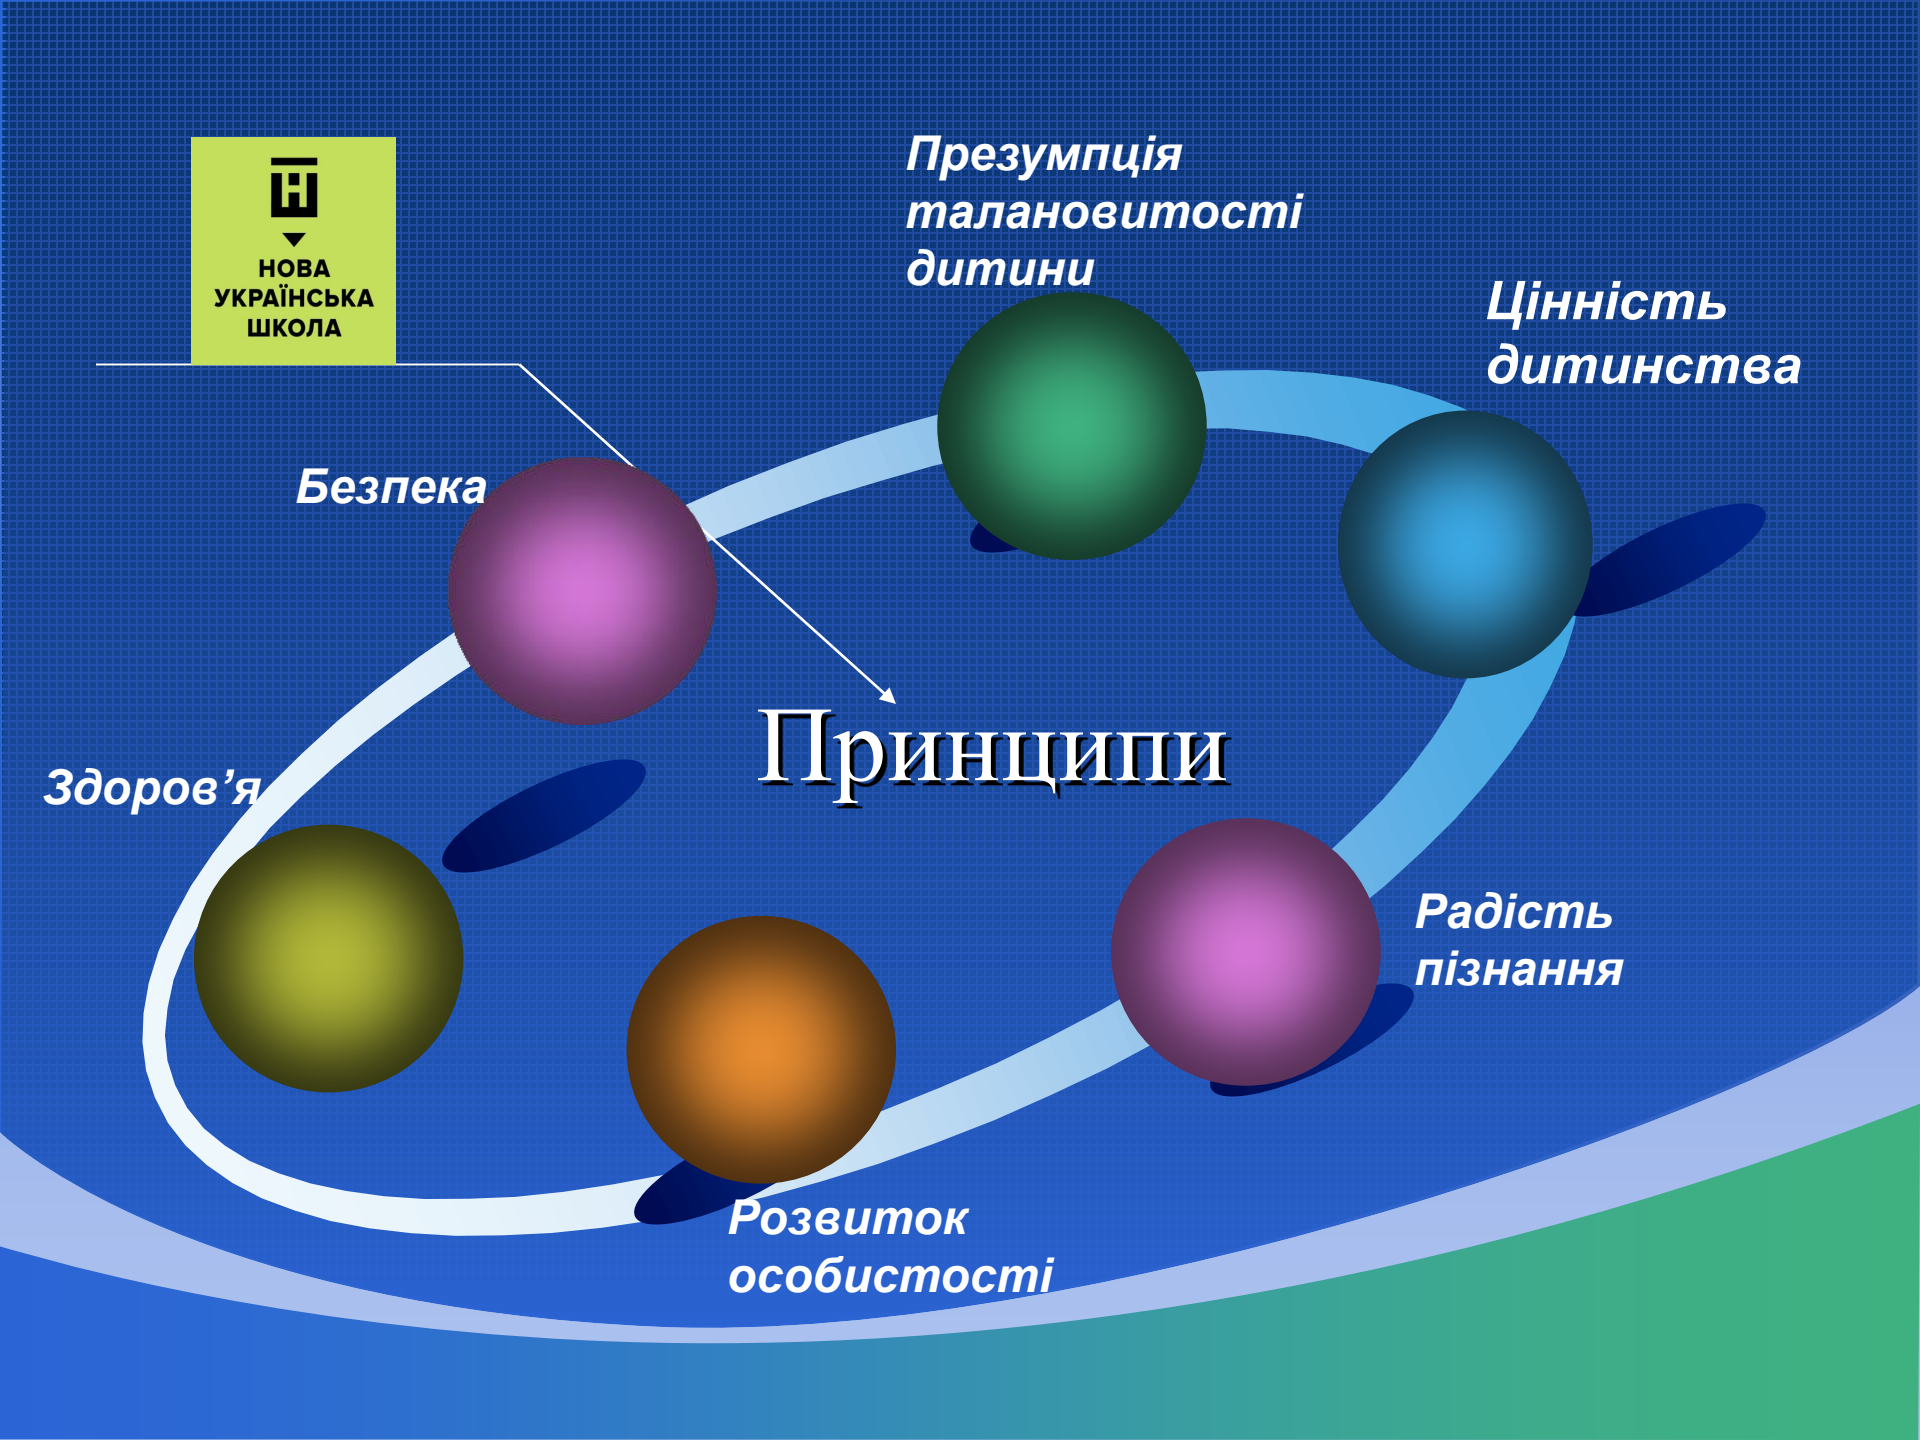 НОВА
УКРАЇНСЬКА
ШКОЛА
Презумпція
талановитості
дитини
Цінність
дитинства
Безпека
Принципи
Здоров’я
Радість
пізнання
Розвиток
особистості